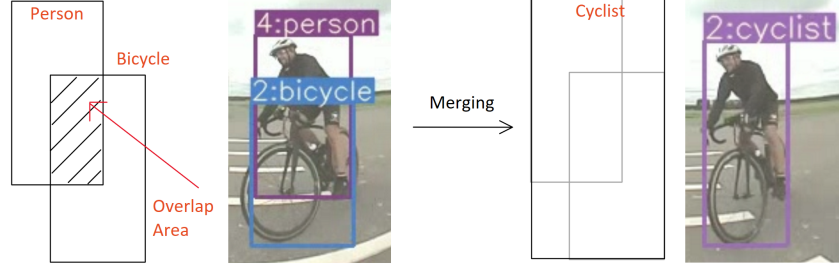 Person
Bicycle
Overlap
Area
4:person
2:bicycle
Merging
Cyclist
2:cyclist